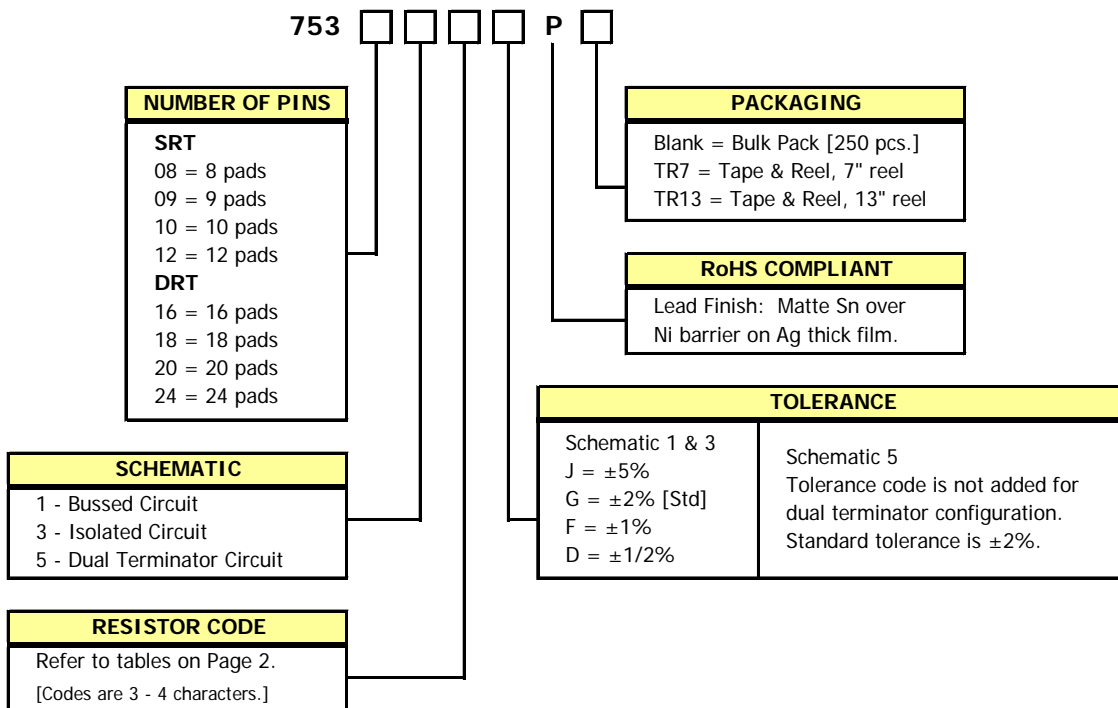 753 P
NUMBER OF PINS
SRT
08 = 8 pads
09 = 9 pads
10 = 10 pads
12 = 12 pads
DRT
16 = 16 pads
18 = 18 pads
20 = 20 pads
24 = 24 pads
PACKAGING
Blank = Bulk Pack [250 pcs.]
TR7 = Tape & Reel, 7" reel
TR13 = Tape & Reel, 13" reel
RoHS COMPLIANT
Lead Finish: Matte Sn over
Ni barrier on Ag thick film.
TOLERANCE
Schematic 1 & 3
J = ±5%
G = ±2% [Std]
F = ±1%
D = ±1/2%
Schematic 5
Tolerance code is not added for
dual terminator configuration.
Standard tolerance is ±2%.
SCHEMATIC
1 - Bussed Circuit
3 - Isolated Circuit
5 - Dual Terminator Circuit
RESISTOR CODE
Refer to tables on Page 2.
[Codes are 3 - 4 characters.]